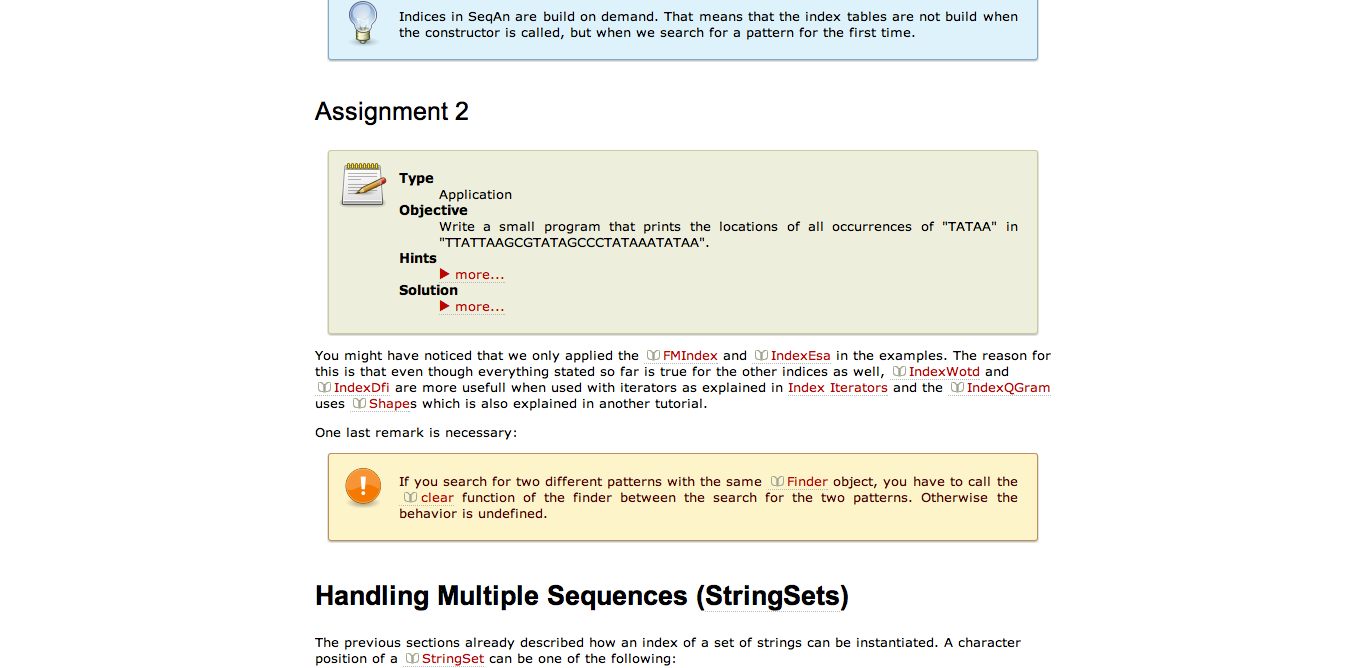 Indices in SeqAn are build on demand. That means that the index tables are not build when
the constructor is called, but when we search for a pattern for the first time.
Assignment 2
Type
Application
Objective
Write a small program that prints the locations of all occurrences of "TATAA" in
"TTATTAAGCGTATAGCCCTATAAATATAA".
Hints
more...
Solution
more...
You might have noticed that we only applied the FMIndex and IndexEsa in the examples. The reason for
this is that even though everything stated so far is true for the other indices as well, IndexWotd and
IndexDfi are more usefull when used with iterators as explained in Index Iterators and the IndexQGram
uses Shapes which is also explained in another tutorial.
One last remark is necessary:
If you search for two different patterns with the same Finder object, you have to call the
clear function of the finder between the search for the two patterns. Otherwise the
behavior is undefined.
Handling Multiple Sequences (StringSets)
The previous sections already described how an index of a set of strings can be instantiated. A character
position of a StringSet can be one of the following: